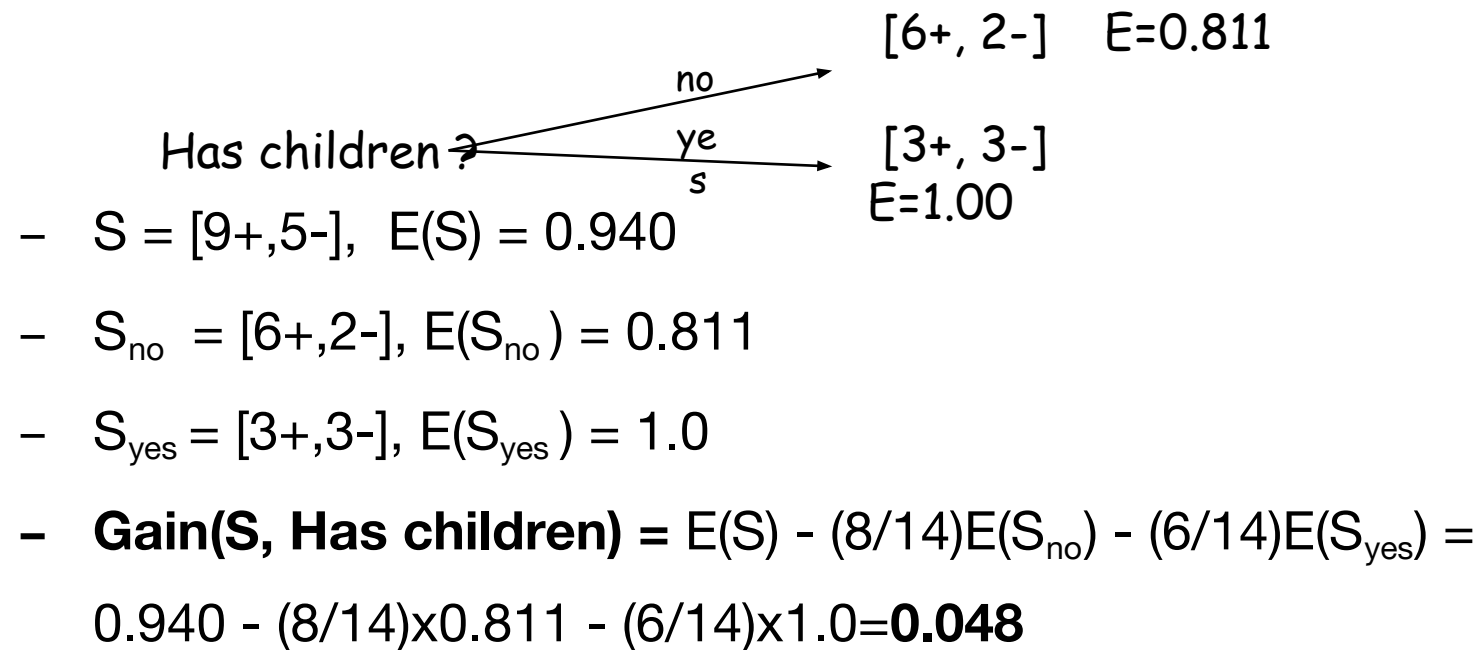 [6+, 2-] E=0.811
no
Has children ?
ye
s
[3+, 3-]
E=1.00
– S = [9+,5-], E(S) = 0.940
– Sno = [6+,2-], E(Sno ) = 0.811
– Syes = [3+,3-], E(Syes ) = 1.0
– Gain(S, Has children) = E(S) - (8/14)E(Sno) - (6/14)E(Syes) =
0.940 - (8/14)x0.811 - (6/14)x1.0=0.048